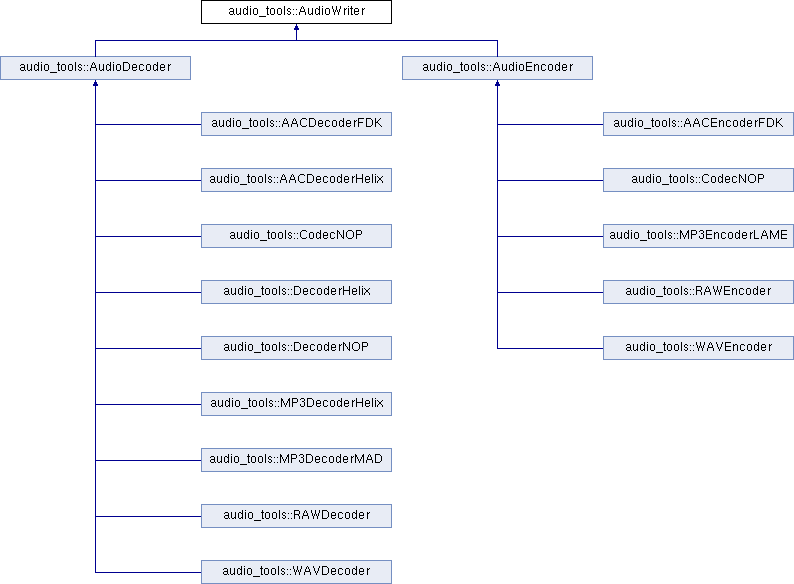 audio_tools::AudioWriter
audio_tools::AudioDecoder
audio_tools::AudioEncoder
audio_tools::AACDecoderFDK
audio_tools::AACEncoderFDK
audio_tools::AACDecoderHelix
audio_tools::CodecNOP
audio_tools::CodecNOP
audio_tools::MP3EncoderLAME
audio_tools::DecoderHelix
audio_tools::RAWEncoder
audio_tools::DecoderNOP
audio_tools::WAVEncoder
audio_tools::MP3DecoderHelix
audio_tools::MP3DecoderMAD
audio_tools::RAWDecoder
audio_tools::WAVDecoder